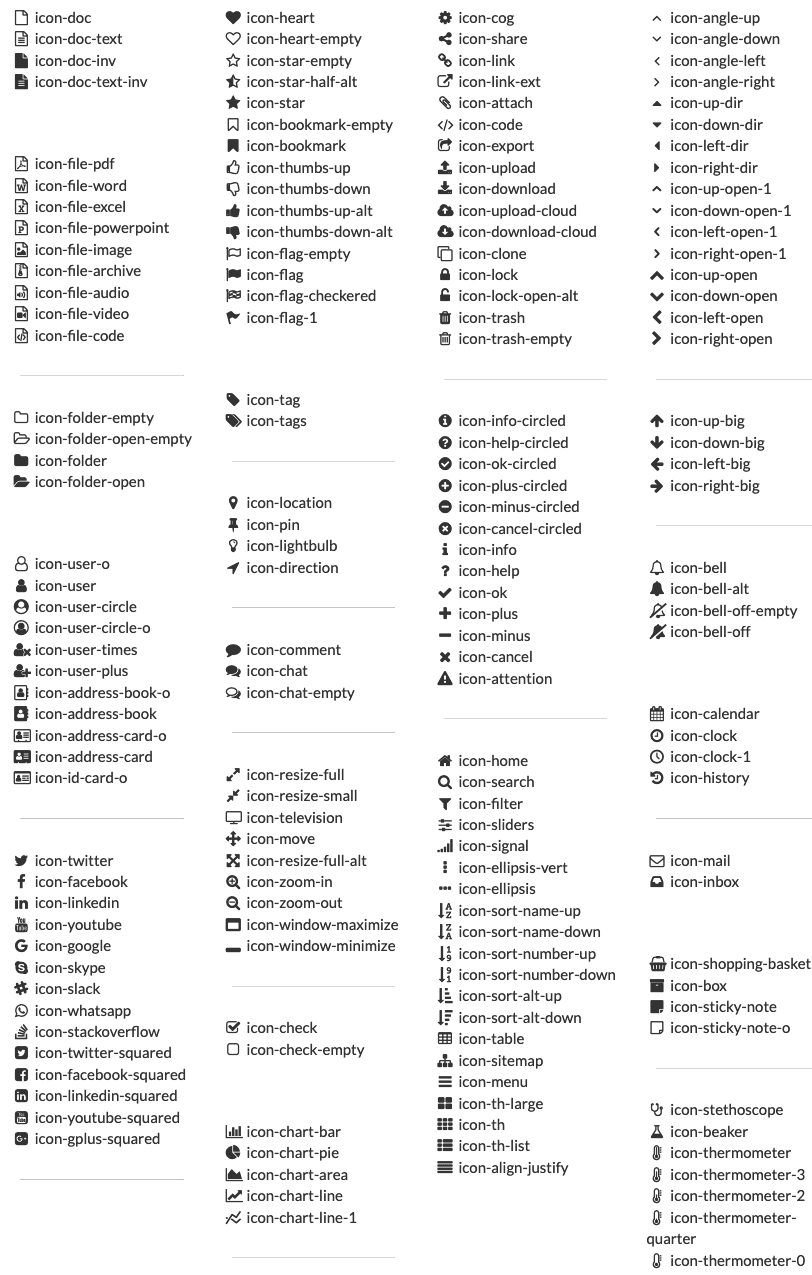 icon-doc
icon-doc-text
icon-doc-inv
icon-doc-text-inv
icon-file-pdf
icon-file-word
icon-file-excel
icon-file-powerpoint
icon-file-image
icon-file-archive
icon-file-audio
icon-file-video
icon-file-code
icon-folder-empty
icon-folder-open-empty
icon-folder
icon-folder-open
icon-user-o
icon-user
icon-user-circle
icon-user-circle-o
icon-user-times
icon-user-plus
icon-address-book-o
icon-address-book
icon-address-card-o
icon-address-card
icon-id-card-o
icon-twitter
icon-facebook
icon-linkedin
icon-youtube
icon-google
icon-skype
icon-slack
icon-whatsapp
icon-stackoverflow
icon-twitter-squared
icon-facebook-squared
icon-linkedin-squared
icon-youtube-squared
icon-gplus-squared
icon-heart
icon-heart-empty
icon-star-empty
icon-star-half-alt
icon-star
icon-bookmark-empty
icon-bookmark
icon-thumbs-up
icon-thumbs-down
icon-thumbs-up-alt
icon-thumbs-down-alt
icon-flag-empty
icon-flag
icon-flag-checkered
icon-flag-1
icon-tag
icon-tags
icon-location
icon-pin
icon-lightbulb
icon-direction
icon-comment
icon-chat
icon-chat-empty
icon-resize-full
icon-resize-small
icon-television
icon-move
icon-resize-full-alt
icon-zoom-in
icon-zoom-out
icon-window-maximize
icon-window-minimize
icon-check
icon-check-empty
icon-chart-bar
icon-chart-pie
icon-chart-area
icon-chart-line
icon-chart-line-1
icon-cog
icon-share
icon-link
icon-link-ext
icon-attach
icon-code
icon-export
icon-upload
icon-download
icon-upload-cloud
icon-download-cloud
icon-clone
icon-lock
icon-lock-open-alt
icon-trash
icon-trash-empty
icon-info-circled
icon-help-circled
icon-ok-circled
icon-plus-circled
icon-minus-circled
icon-cancel-circled
icon-info
icon-help
icon-ok
icon-plus
icon-minus
icon-cancel
icon-attention
icon-home
icon-search
icon-filter
icon-sliders
icon-signal
icon-ellipsis-vert
icon-ellipsis
icon-sort-name-up
icon-sort-name-down
icon-sort-number-up
icon-sort-number-down
icon-sort-alt-up
icon-sort-alt-down
icon-table
icon-sitemap
icon-menu
icon-th-large
icon-th
icon-th-list
icon-align-justify
icon-angle-up
icon-angle-down
icon-angle-left
icon-angle-right
icon-up-dir
icon-down-dir
icon-left-dir
icon-right-dir
icon-up-open-1
icon-down-open-1
icon-left-open-1
icon-right-open-1
icon-up-open
icon-down-open
icon-left-open
icon-right-open
icon-up-big
icon-down-big
icon-left-big
icon-right-big
icon-bell
icon-bell-alt
icon-bell-off-empty
icon-bell-off
icon-calendar
icon-clock
icon-clock-1
icon-history
icon-mail
icon-inbox
icon-shopping-basket
icon-box
icon-sticky-note
icon-sticky-note-o
icon-stethoscope
icon-beaker
icon-thermometer
icon-thermometer-3
icon-thermometer-2
icon-thermometer-
quarter
icon-thermometer-0